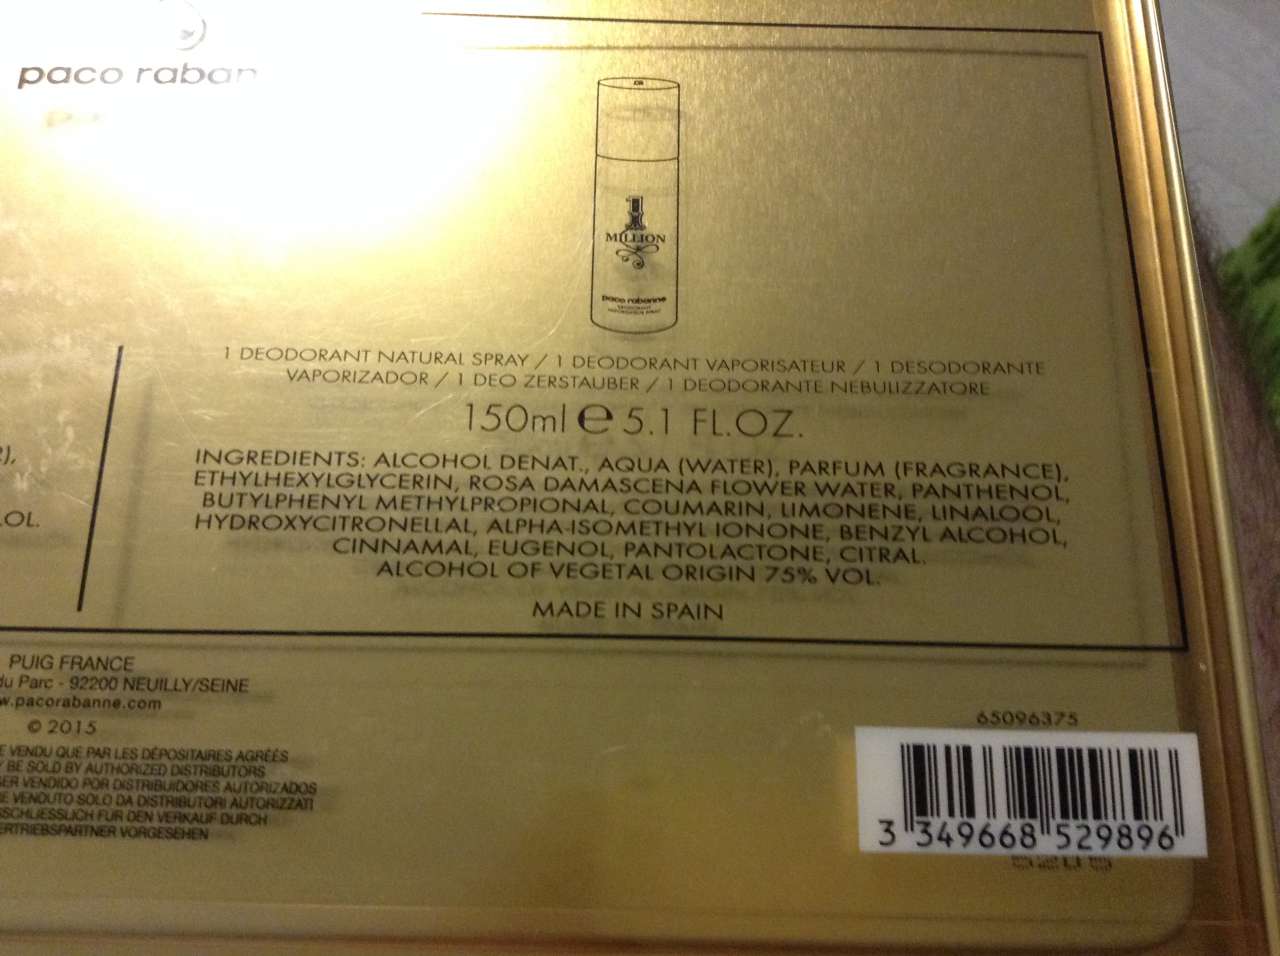 paco raban
1
MILLION
paco rabanne
1 DEODORANT NATURAL SPRAY / 1 DEODORANT VAPORISATEUR / 1 DESODORANTE
VAPORIZADOR / 1 DEO ZERSTAUBER / 1 DEODORANTE NEBULIZZATORE
150ml e 5.1 FL.OZ.
INGREDIENTS: ALCOHOL DENAT., AQUA (WATER), PARFUM (FRAGRANCE),
ETHYLHEXYLGLYCERIN, ROSA DAMASCENA FLOWER WATER, PANTHENOL,
BUTYLPHENYL METHYLPROPIONAL, COUMARIN, LIMONENE, LINALOOL,
HYDROXYCITRONELLAL, ALPHA-ISOMETHYL IONONE, BENZYL ALCOHOL,
CINNAMAL, EUGENOL, PANTOLACTONE, CITRAL.
ALCOHOL OF VEGETAL ORIGIN 75% VOL.
MADE IN SPAIN
OL.
PUIG FRANCE
du Parc - 92200 NEUILLY/SEINE
w.pacorabanne.com
© 2015
E VENDU QUE PAR LES DÉPOSITAIRES AGRÉÉS
BE SOLD BY AUTHORIZED DISTRIBUTORS
SER VENDIDO POR DISTRIBUIDORES AUTORIZADOS
E VENDUTO SOLO DA DISTRIBUTORI AUTORIZZATI
SSCHLIESSLICH FÜR DEN VERKAUF DURCH
ERTRIEBSPARTNER VORGESEHEN
65096375
3 349668 529896